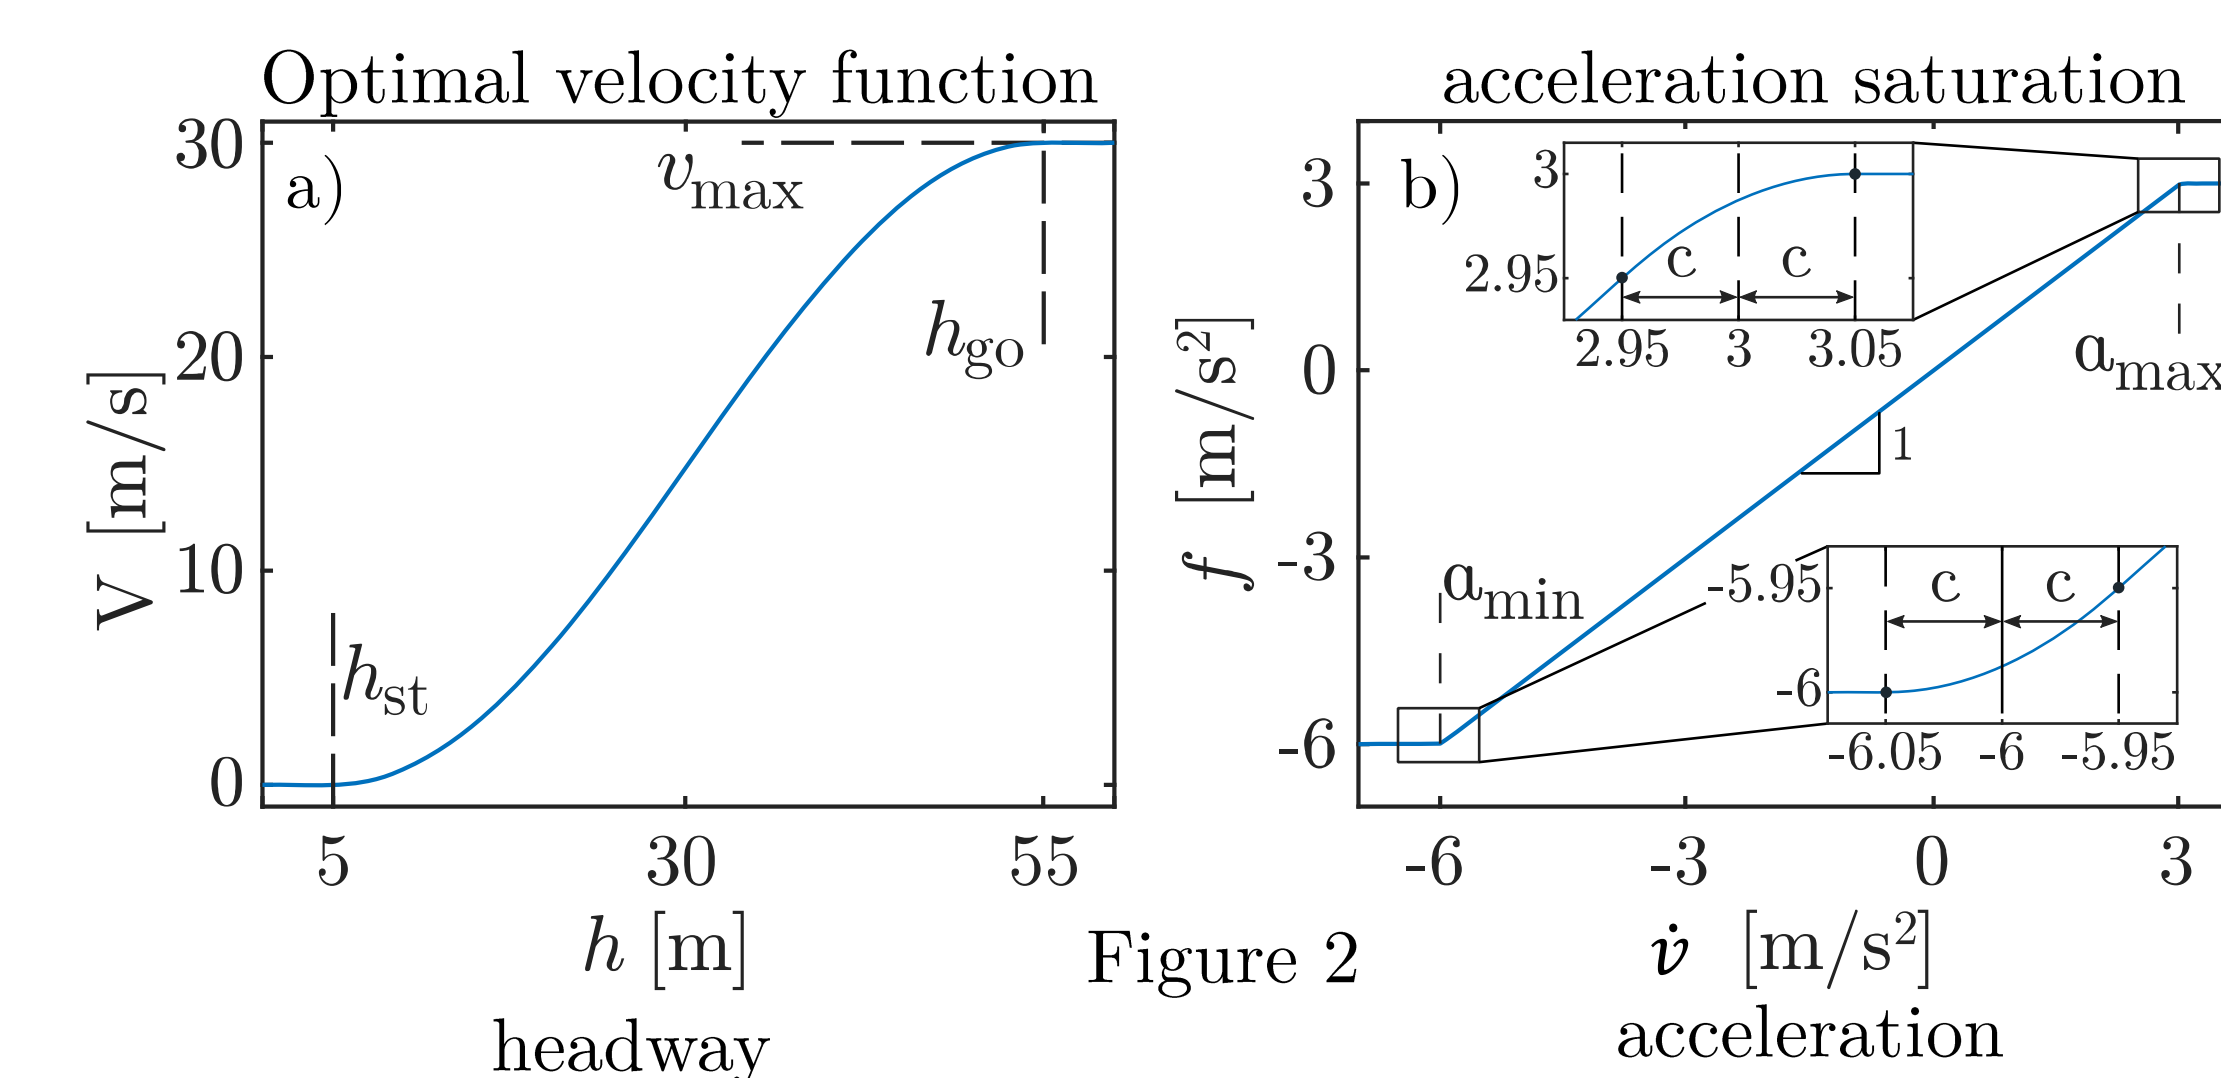 Optimal velocity function
30
a)
v_max
20
h_go
V [m/s]
10
h_st
0
5 30 55
h [m]
headway
acceleration saturation
3
b)
3
2.95
c c
2.95 3 3.05
a_max
0
f [m/s²]
1
-3
a_min
-5.95
c c
-6
-6.05 -6 -5.95
-6
-6 -3 0 3
v̇ [m/s²]
acceleration
Figure 2